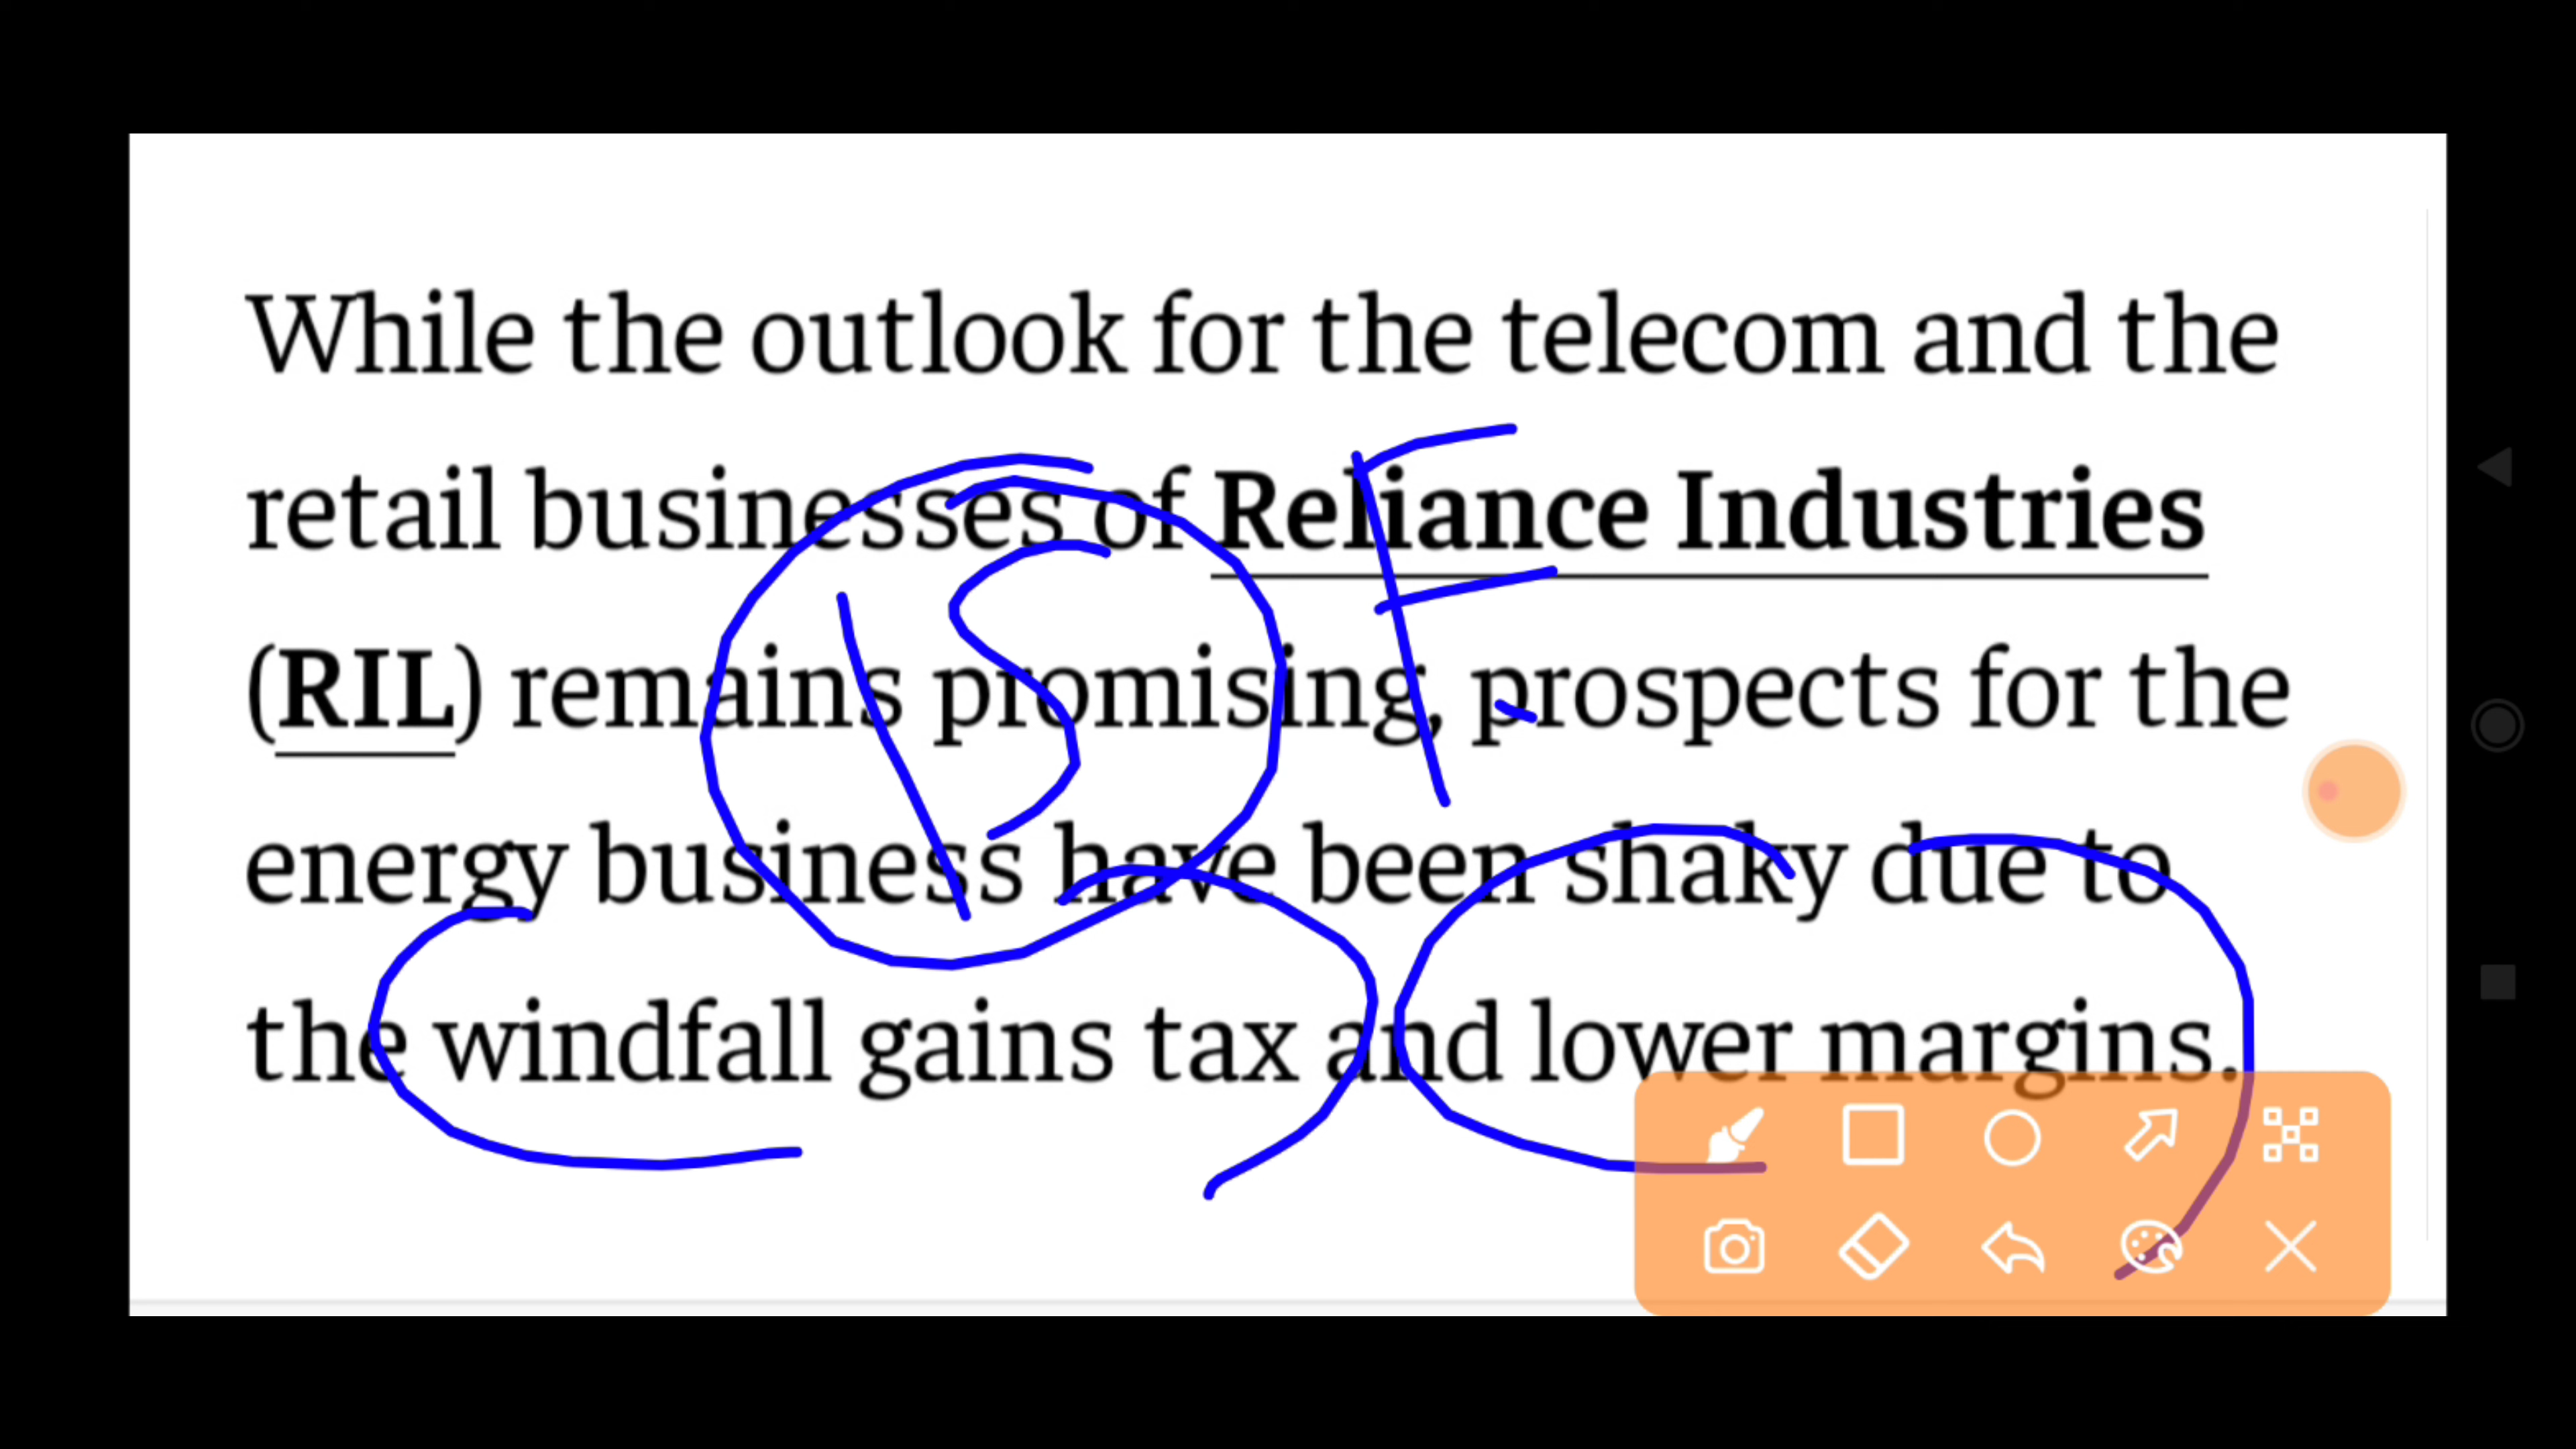 While the outlook for the telecom and the
retail businesses of Reliance Industries
(RIL) remains promising, prospects for the
energy business have been shaky due to
the windfall gains tax and lower margins.